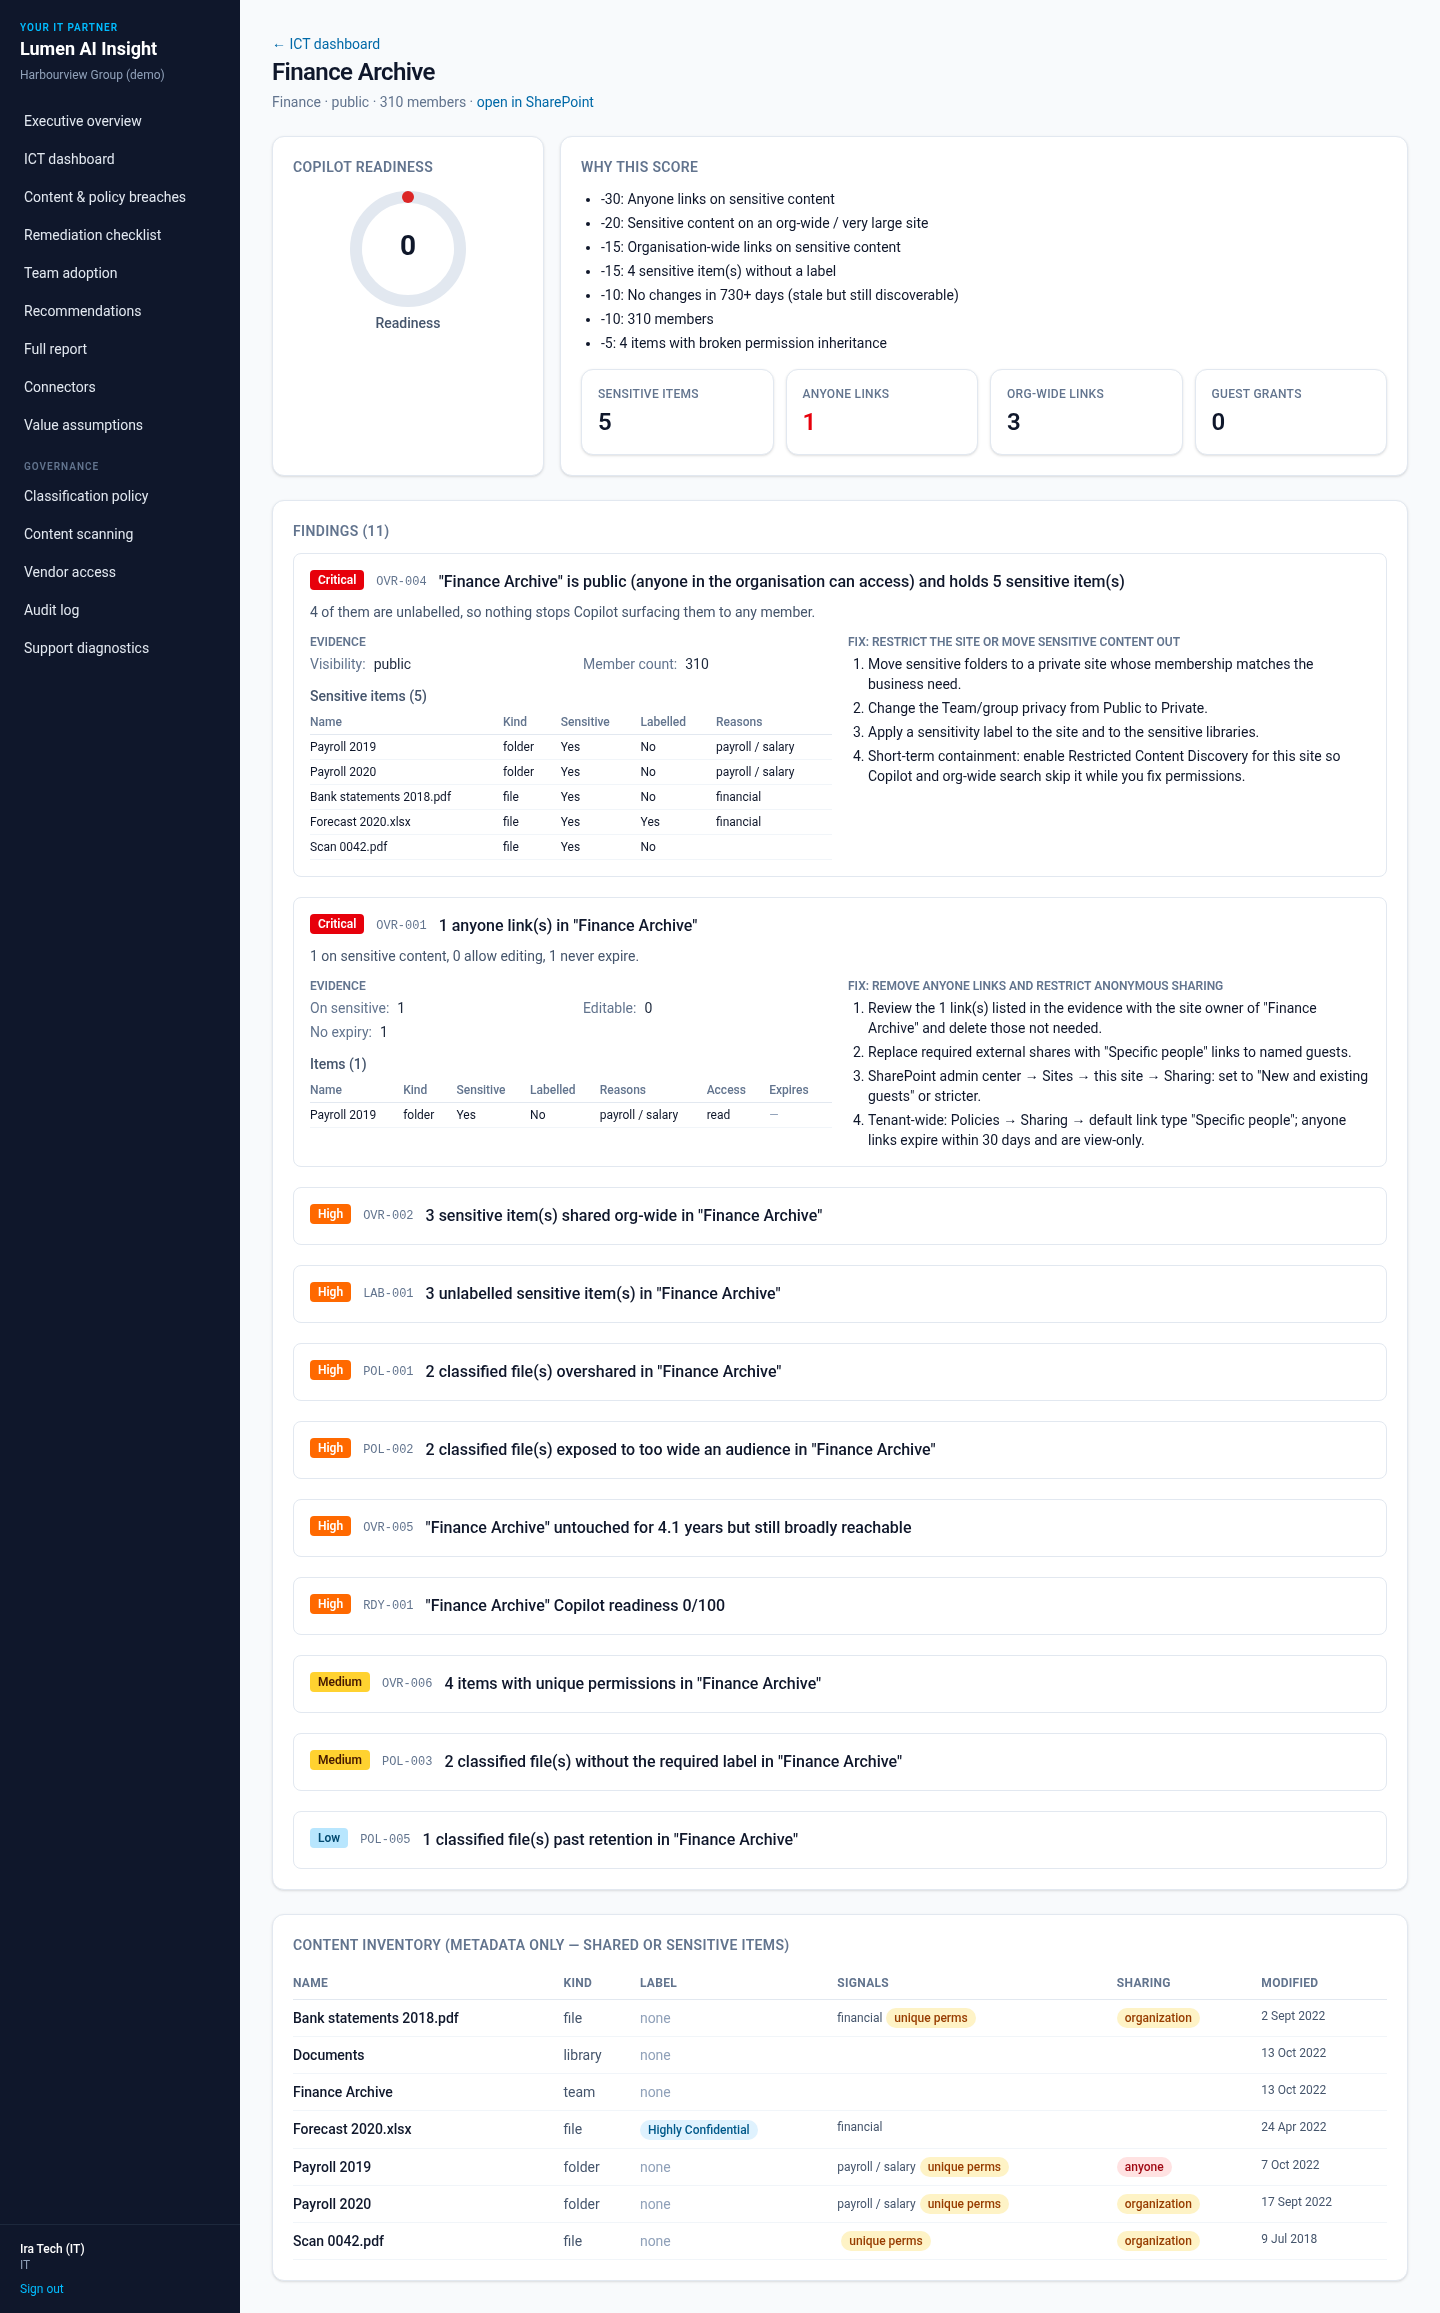 YOUR IT PARTNER
Lumen AI Insight
Harbourview Group (demo)
Executive overview
ICT dashboard
Content & policy breaches
Remediation checklist
Team adoption
Recommendations
Full report
Connectors
Value assumptions
GOVERNANCE
Classification policy
Content scanning
Vendor access
Audit log
Support diagnostics
Ira Tech (IT)
IT
Sign out
← ICT dashboard
Finance Archive
Finance · public · 310 members · open in SharePoint
COPILOT READINESS
0
Readiness
WHY THIS SCORE
• -30: Anyone links on sensitive content
• -20: Sensitive content on an org-wide / very large site
• -15: Organisation-wide links on sensitive content
• -15: 4 sensitive item(s) without a label
• -10: No changes in 730+ days (stale but still discoverable)
• -10: 310 members
• -5: 4 items with broken permission inheritance
SENSITIVE ITEMS
5
ANYONE LINKS
1
ORG-WIDE LINKS
3
GUEST GRANTS
0
FINDINGS (11)
Critical OVR-004 "Finance Archive" is public (anyone in the organisation can access) and holds 5 sensitive item(s)
4 of them are unlabelled, so nothing stops Copilot surfacing them to any member.
EVIDENCE
Visibility: public Member count: 310
Sensitive items (5)
Name Kind Sensitive Labelled Reasons
Payroll 2019 folder Yes No payroll / salary
Payroll 2020 folder Yes No payroll / salary
Bank statements 2018.pdf file Yes No financial
Forecast 2020.xlsx file Yes Yes financial
Scan 0042.pdf file Yes No
FIX: RESTRICT THE SITE OR MOVE SENSITIVE CONTENT OUT
1. Move sensitive folders to a private site whose membership matches the
business need.
2. Change the Team/group privacy from Public to Private.
3. Apply a sensitivity label to the site and to the sensitive libraries.
4. Short-term containment: enable Restricted Content Discovery for this site so
Copilot and org-wide search skip it while you fix permissions.
Critical OVR-001 1 anyone link(s) in "Finance Archive"
1 on sensitive content, 0 allow editing, 1 never expire.
EVIDENCE
On sensitive: 1 Editable: 0
No expiry: 1
Items (1)
Name Kind Sensitive Labelled Reasons Access Expires
Payroll 2019 folder Yes No payroll / salary read —
FIX: REMOVE ANYONE LINKS AND RESTRICT ANONYMOUS SHARING
1. Review the 1 link(s) listed in the evidence with the site owner of "Finance
Archive" and delete those not needed.
2. Replace required external shares with "Specific people" links to named guests.
3. SharePoint admin center → Sites → this site → Sharing: set to "New and existing
guests" or stricter.
4. Tenant-wide: Policies → Sharing → default link type "Specific people"; anyone
links expire within 30 days and are view-only.
High OVR-002 3 sensitive item(s) shared org-wide in "Finance Archive"
High LAB-001 3 unlabelled sensitive item(s) in "Finance Archive"
High POL-001 2 classified file(s) overshared in "Finance Archive"
High POL-002 2 classified file(s) exposed to too wide an audience in "Finance Archive"
High OVR-005 "Finance Archive" untouched for 4.1 years but still broadly reachable
High RDY-001 "Finance Archive" Copilot readiness 0/100
Medium OVR-006 4 items with unique permissions in "Finance Archive"
Medium POL-003 2 classified file(s) without the required label in "Finance Archive"
Low POL-005 1 classified file(s) past retention in "Finance Archive"
CONTENT INVENTORY (METADATA ONLY — SHARED OR SENSITIVE ITEMS)
NAME KIND LABEL SIGNALS SHARING MODIFIED
Bank statements 2018.pdf file none financial unique perms organization 2 Sept 2022
Documents library none 13 Oct 2022
Finance Archive team none 13 Oct 2022
Forecast 2020.xlsx file Highly Confidential financial 24 Apr 2022
Payroll 2019 folder none payroll / salary unique perms anyone 7 Oct 2022
Payroll 2020 folder none payroll / salary unique perms organization 17 Sept 2022
Scan 0042.pdf file none unique perms organization 9 Jul 2018